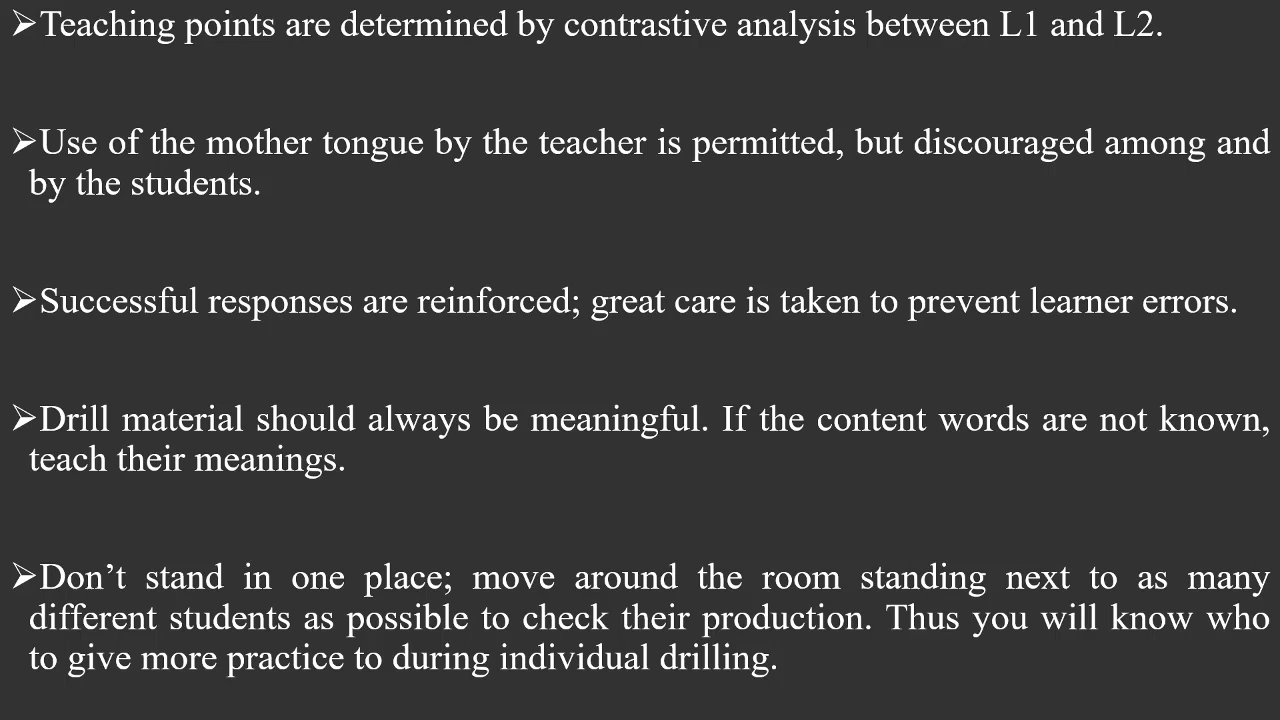 ➢Teaching points are determined by contrastive analysis between L1 and L2.
➢Use of the mother tongue by the teacher is permitted, but discouraged among and
by the students.
➢Successful responses are reinforced; great care is taken to prevent learner errors.
➢Drill material should always be meaningful. If the content words are not known,
teach their meanings.
➢Don’t stand in one place; move around the room standing next to as many
different students as possible to check their production. Thus you will know who
to give more practice to during individual drilling.